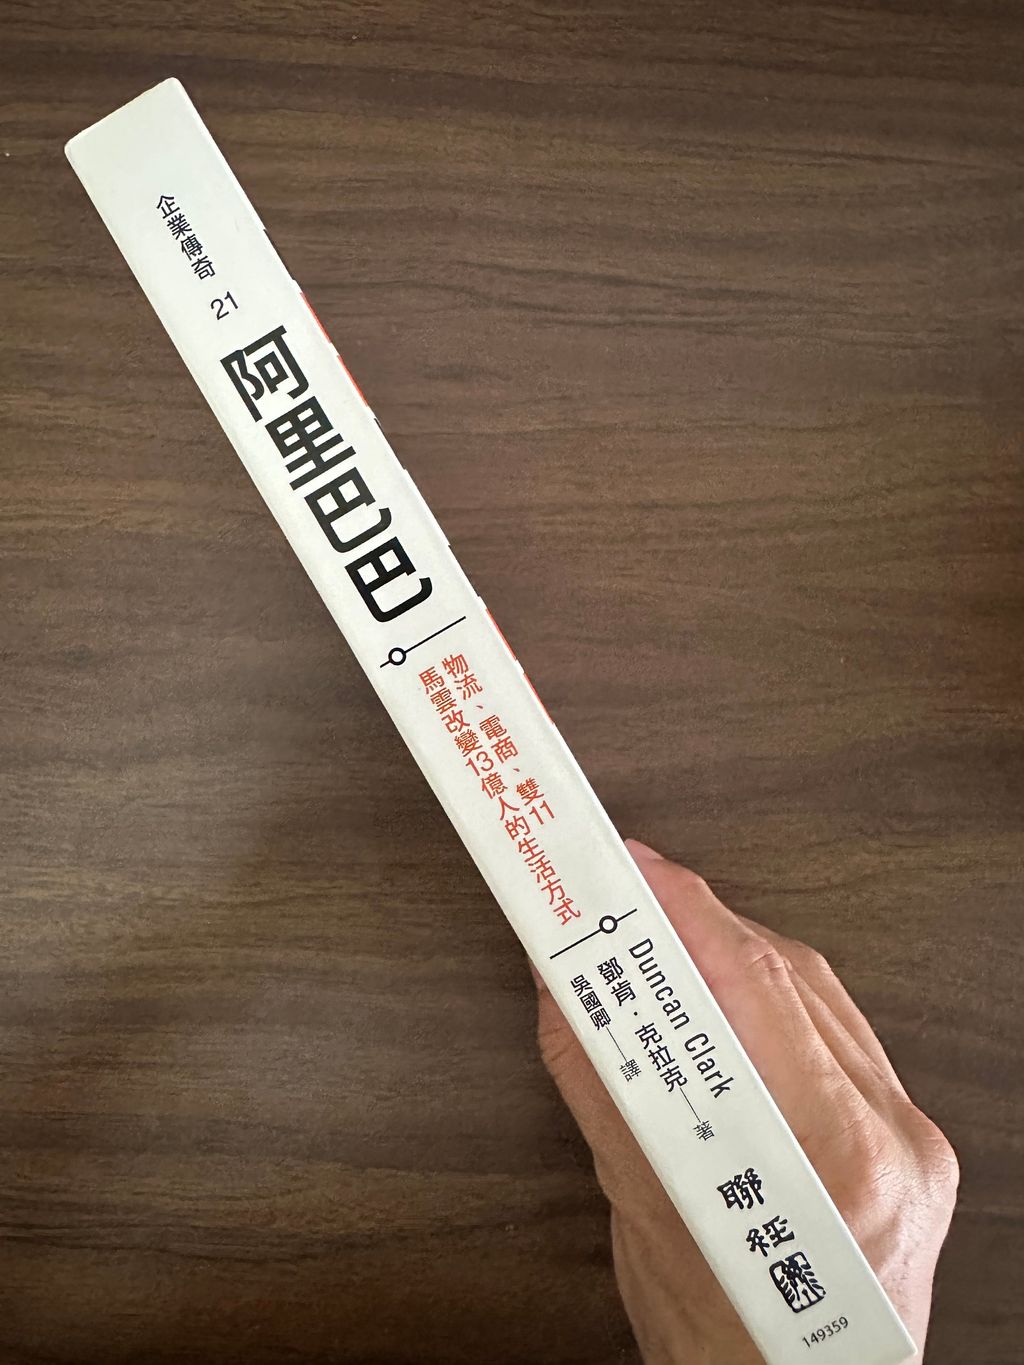 企業傳奇 21
阿里巴巴
物流、電商、雙11
馬雲改變13億人的生活方式
Duncan Clark
鄧肯．克拉克——著
吳國卿——譯
聯經
149359